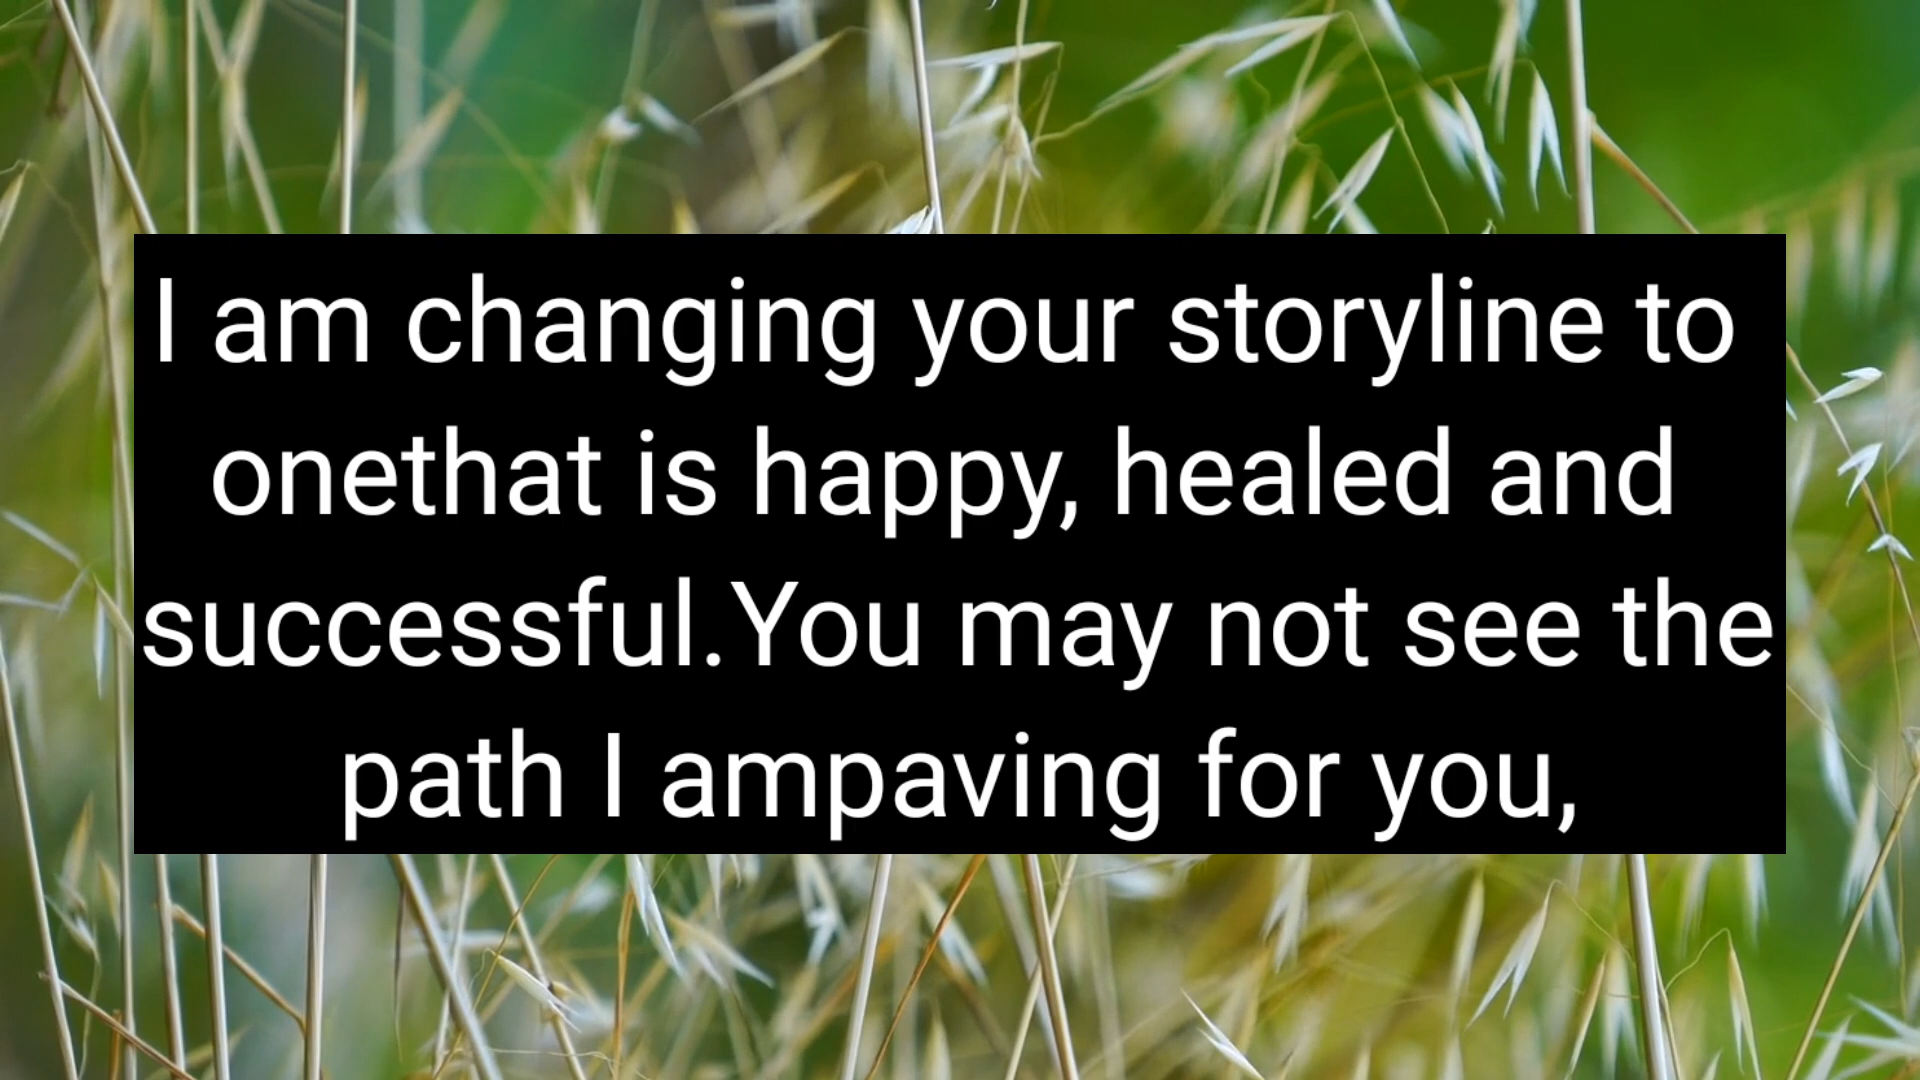 I am changing your storyline to
onethat is happy, healed and
successful.You may not see the
path I ampaving for you,